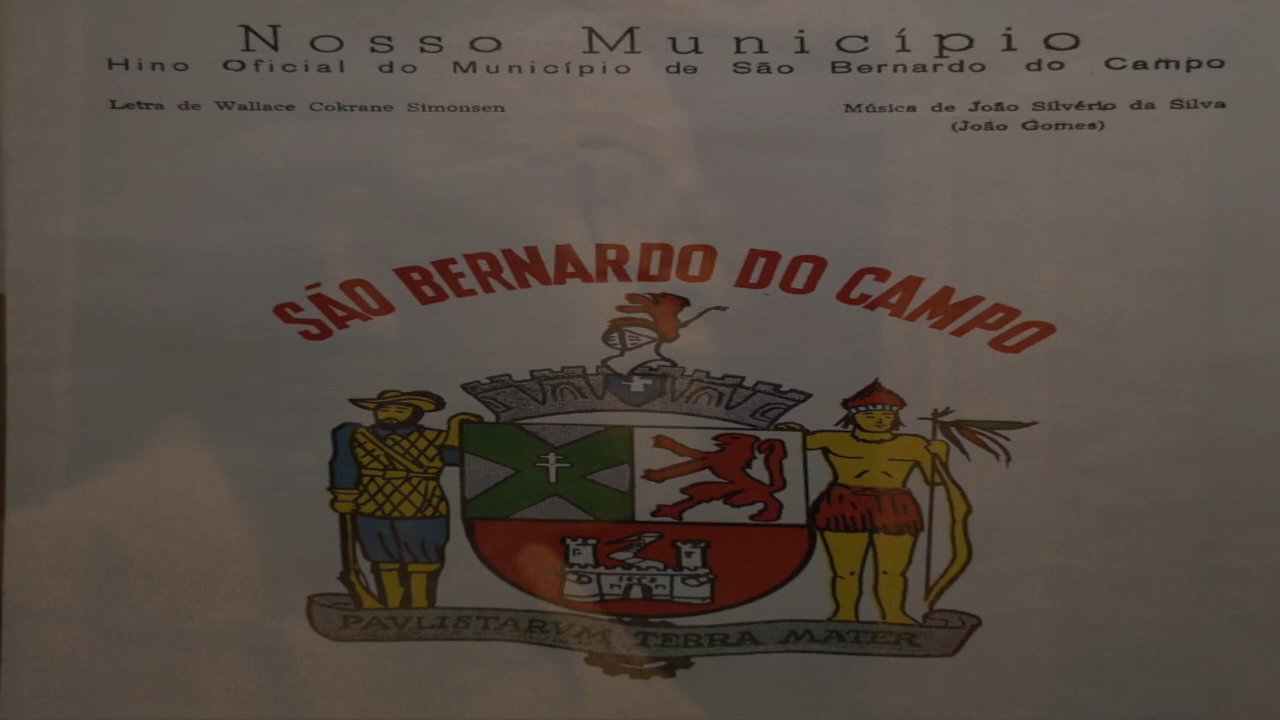 Nosso Município
Hino Oficial do Município de São Bernardo do Campo
Letra de Wallace Cokrane Simonsen
Música de João Silvério da Silva
(João Gomes)
SÃO BERNARDO DO CAMPO
PAVLISTARVM TERRA MATER